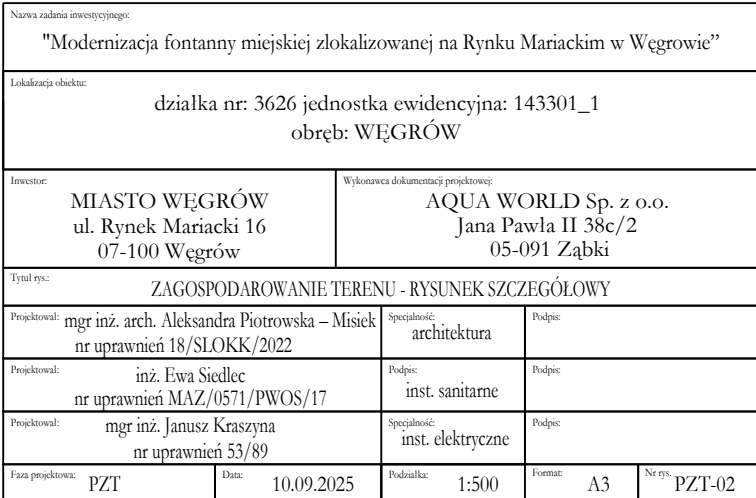 Nazwa zadania inwestycyjnego:
"Modernizacja fontanny miejskiej zlokalizowanej na Rynku Mariackim w Węgrowie”
Lokalizacja obiektu:
działka nr: 3626 jednostka ewidencyjna: 143301_1
obręb: WĘGRÓW
Inwestor:
MIASTO WĘGRÓW
ul. Rynek Mariacki 16
07-100 Węgrów
Wykonawca dokumentacji projektowej:
AQUA WORLD Sp. z o.o.
Jana Pawła II 38c/2
05-091 Ząbki
Tytuł rys.:
ZAGOSPODAROWANIE TERENU - RYSUNEK SZCZEGÓŁOWY
Projektował: mgr inż. arch. Aleksandra Piotrowska – Misiek
nr uprawnień 18/SLOKK/2022
Specjalność:
architektura
Podpis:
Projektował: inż. Ewa Siedlec
nr uprawnień MAZ/0571/PWOS/17
Podpis:
inst. sanitarne
Podpis:
Projektował: mgr inż. Janusz Kraszyna
nr uprawnień 53/89
Specjalność:
inst. elektryczne
Podpis:
Faza projektowa: PZT
Data: 10.09.2025
Podziałka: 1:500
Format: A3
Nr rys. PZT-02